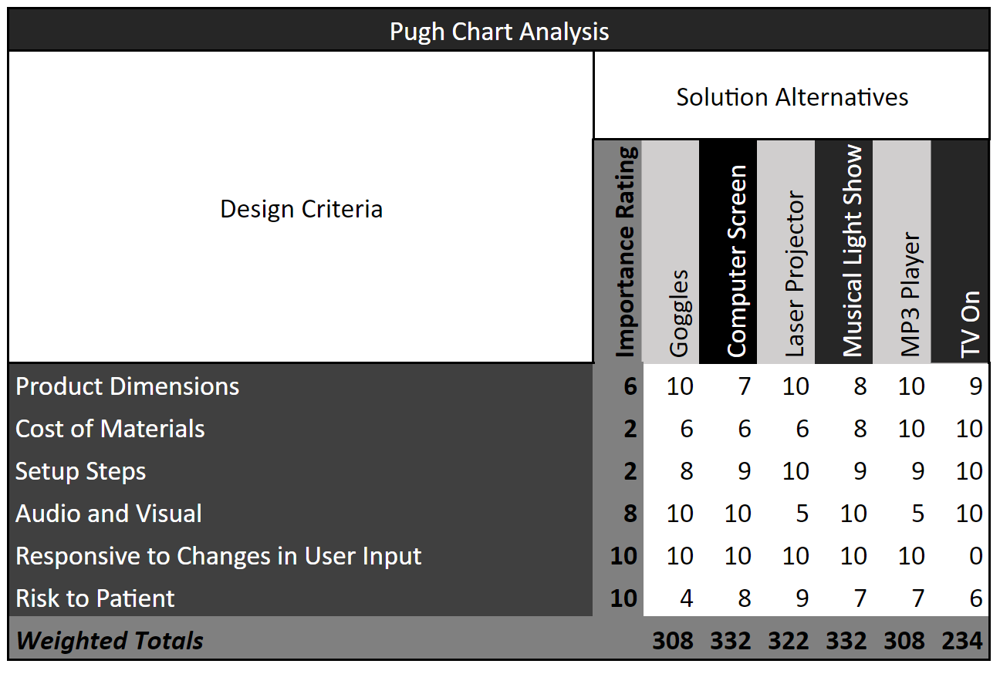 Pugh Chart Analysis
Solution Alternatives
Design Criteria
Importance Rating
Goggles
Computer Screen
Laser Projector
Musical Light Show
MP3 Player
TV On
Product Dimensions 6 10 7 10 8 10 9
Cost of Materials 2 6 6 6 8 10 10
Setup Steps 2 8 9 10 9 9 10
Audio and Visual 8 10 10 5 10 5 10
Responsive to Changes in User Input 10 10 10 10 10 10 0
Risk to Patient 10 4 8 9 7 7 6
Weighted Totals 308 332 322 332 308 234